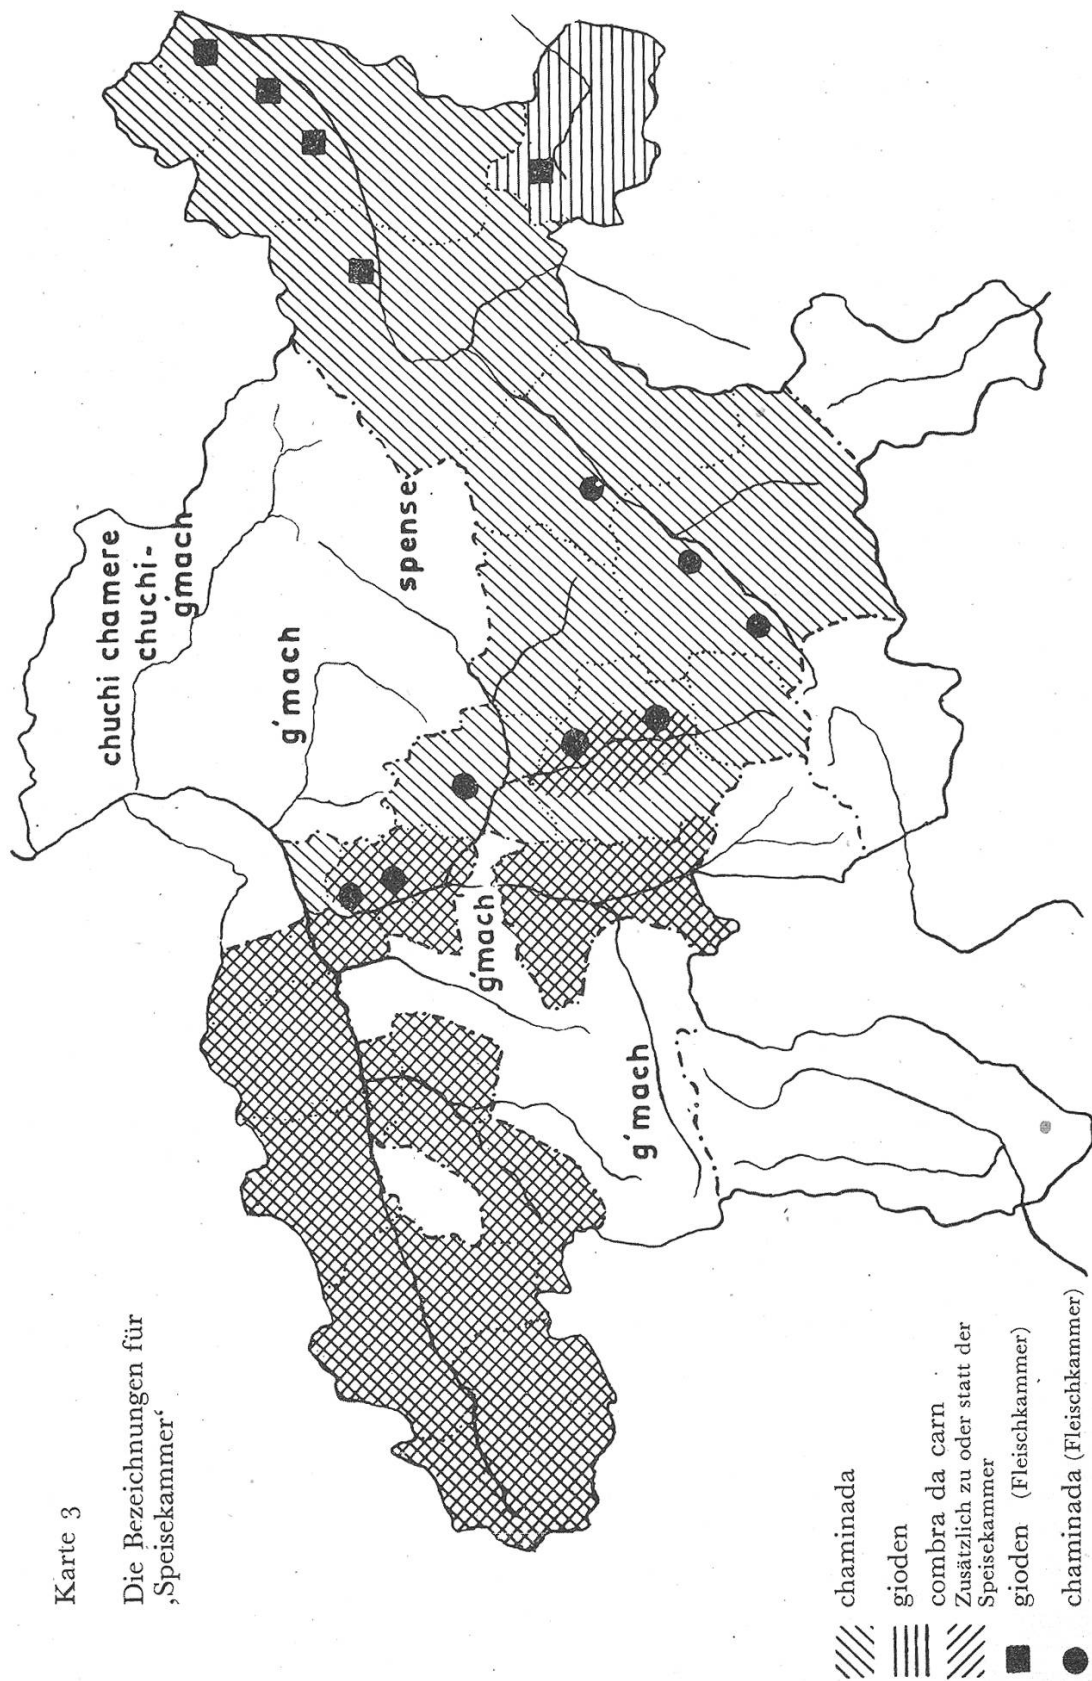 Karte 3
Die Bezeichnungen für
‚Speisekammer‘
chuchi chamere
chuchi-
g'mach
g'mach
spense
g'mach
g'mach
chaminada
gioden
combra da carn
Zusätzlich zu oder statt der
Speisekammer
gioden (Fleischkammer)
chaminada (Fleischkammer)